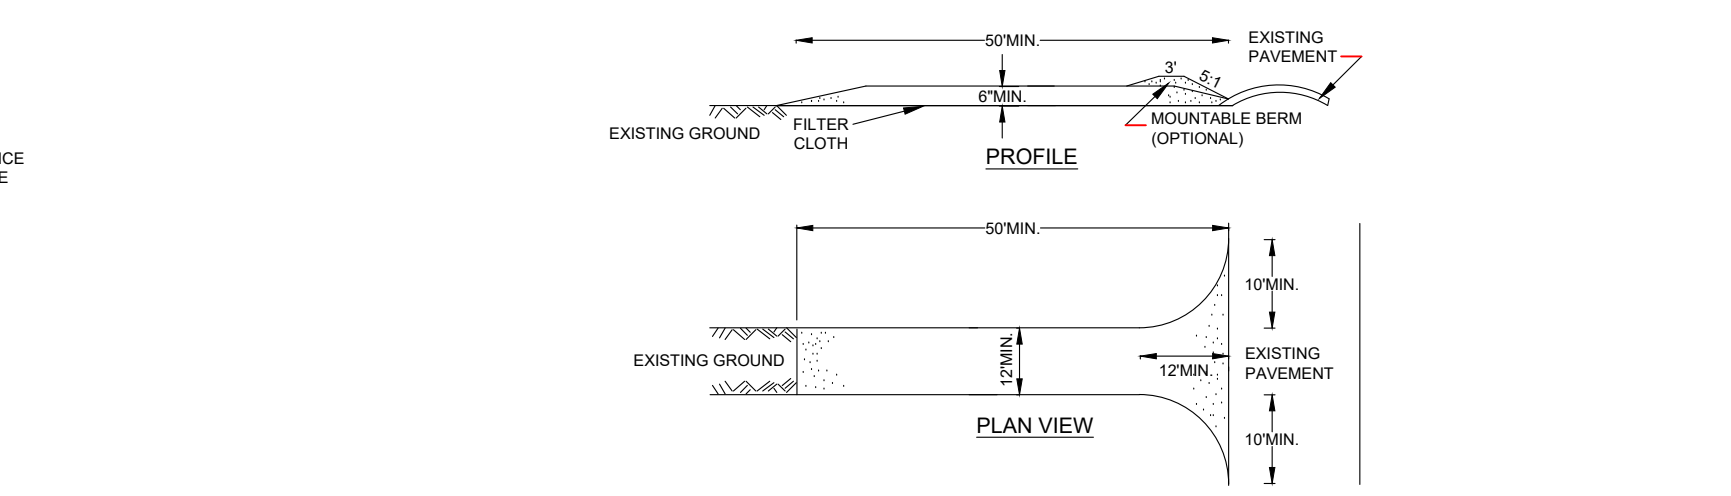 50'MIN.
EXISTING
PAVEMENT
3'
5:1
6"MIN.
EXISTING GROUND
FILTER
CLOTH
MOUNTABLE BERM
(OPTIONAL)
PROFILE
50'MIN.
10'MIN.
EXISTING GROUND
12'MIN.
12'MIN.
EXISTING
PAVEMENT
PLAN VIEW
10'MIN.